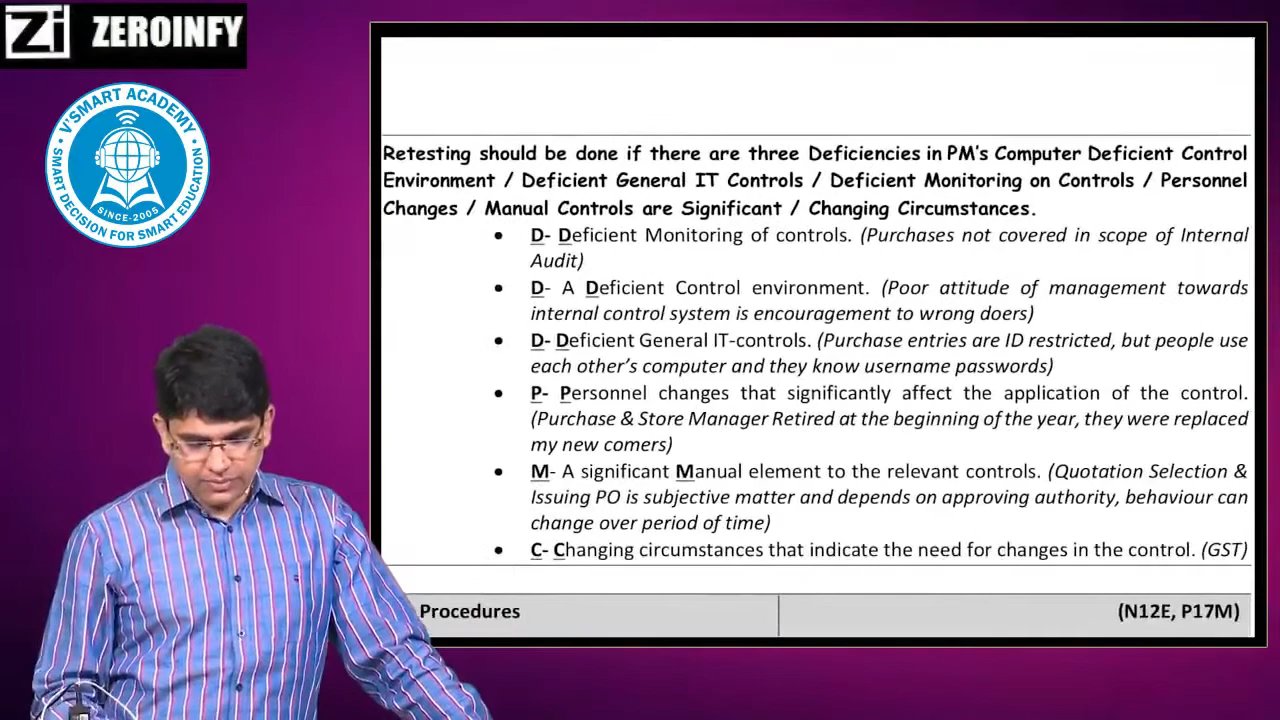 Zi ZEROINFY
V'SMART ACADEMY
SMART DECISION FOR SMART EDUCATION
SINCE-2005
Retesting should be done if there are three Deficiencies in PM's Computer Deficient Control
Environment / Deficient General IT Controls / Deficient Monitoring on Controls / Personnel
Changes / Manual Controls are Significant / Changing Circumstances.
• D- Deficient Monitoring of controls. (Purchases not covered in scope of Internal
Audit)
• D- A Deficient Control environment. (Poor attitude of management towards
internal control system is encouragement to wrong doers)
• D- Deficient General IT-controls. (Purchase entries are ID restricted, but people use
each other's computer and they know username passwords)
• P- Personnel changes that significantly affect the application of the control.
(Purchase & Store Manager Retired at the beginning of the year, they were replaced
my new comers)
• M- A significant Manual element to the relevant controls. (Quotation Selection &
Issuing PO is subjective matter and depends on approving authority, behaviour can
change over period of time)
• C- Changing circumstances that indicate the need for changes in the control. (GST)
Procedures (N12E, P17M)